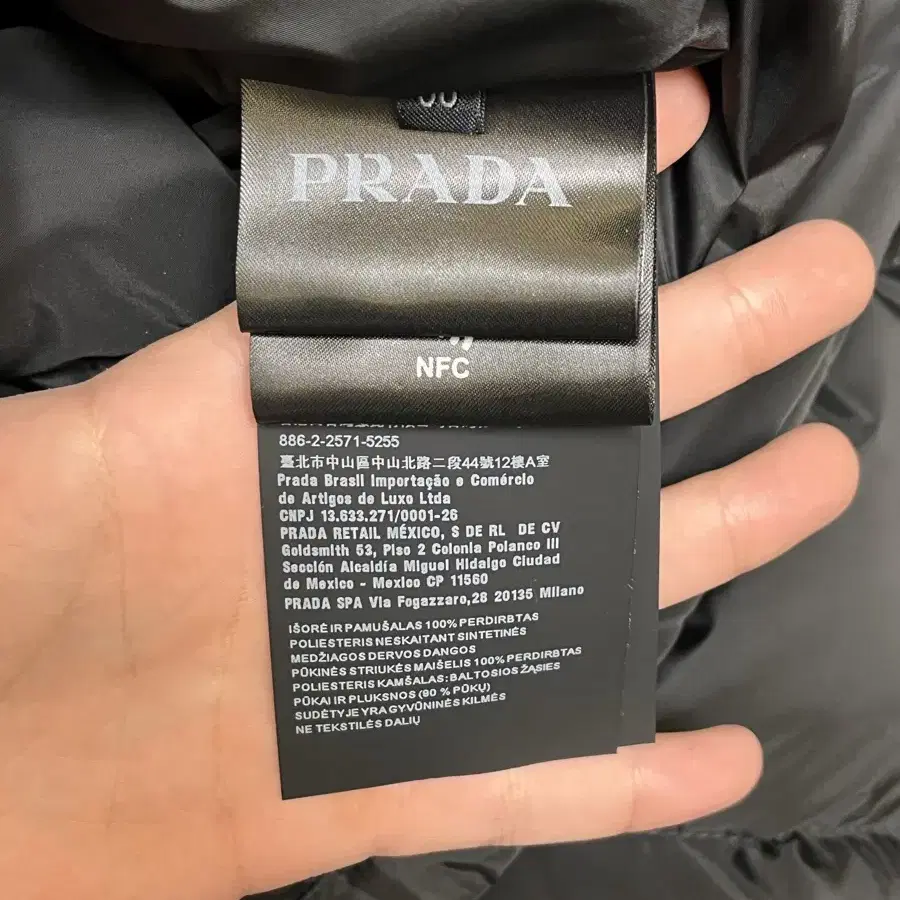 PRADA
NFC
886-2-2571-5255
臺北市中山區中山北路二段44號12樓A室
Prada Brasil Importação e Comércio
de Artigos de Luxo Ltda
CNPJ 13.633.271/0001-26
PRADA RETAIL MÉXICO, S DE RL DE CV
Goldsmith 53, Piso 2 Colonia Polanco III
Sección Alcaldía Miguel Hidalgo Ciudad
de Mexico - Mexico CP 11560
PRADA SPA Via Fogazzaro,28 20135 Milano
IŠORĖ IR PAMUŠALAS 100% PERDIRBTAS
POLIESTERIS NESKAITANT SINTETINĖS
MEDŽIAGOS DERVOS DANGOS
PŪKINĖS STRIUKĖS MAIŠELIS 100% PERDIRBTAS
POLIESTERIS KAMŠALAS: BALTOSIOS ŽĄSIES
PŪKAI IR PLUKSNOS (90 % PŪKŲ)
SUDĖTYJE YRA GYVŪNINĖS KILMĖS
NE TEKSTILĖS DALIŲ